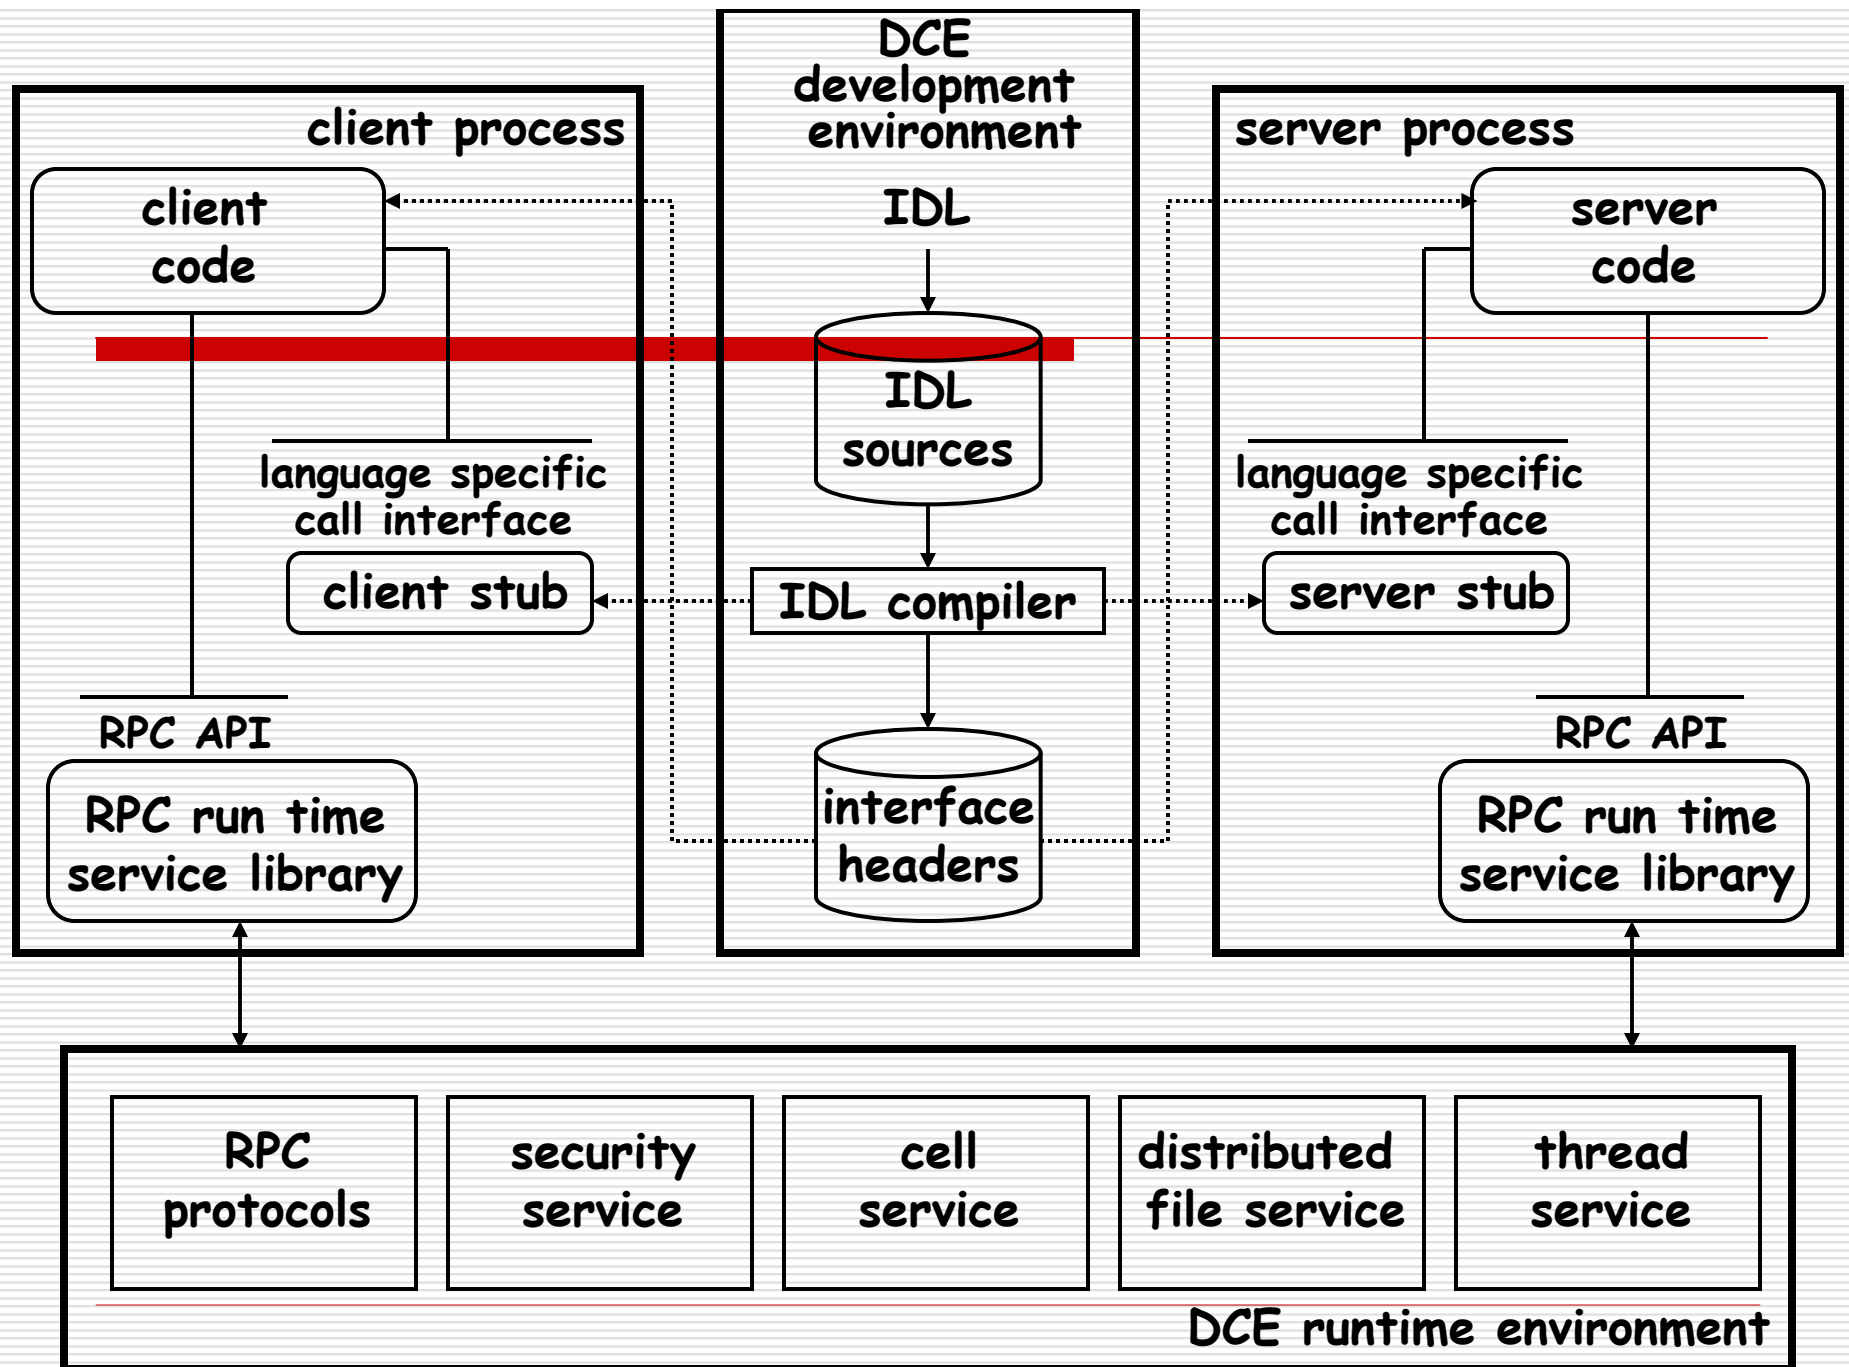 DCE
development
environment
IDL
IDL
sources
IDL compiler
interface
headers
client process
client
code
language specific
call interface
client stub
RPC API
RPC run time
service library
server process
server
code
language specific
call interface
server stub
RPC API
RPC run time
service library
RPC
protocols
security
service
cell
service
distributed
file service
thread
service
DCE runtime environment